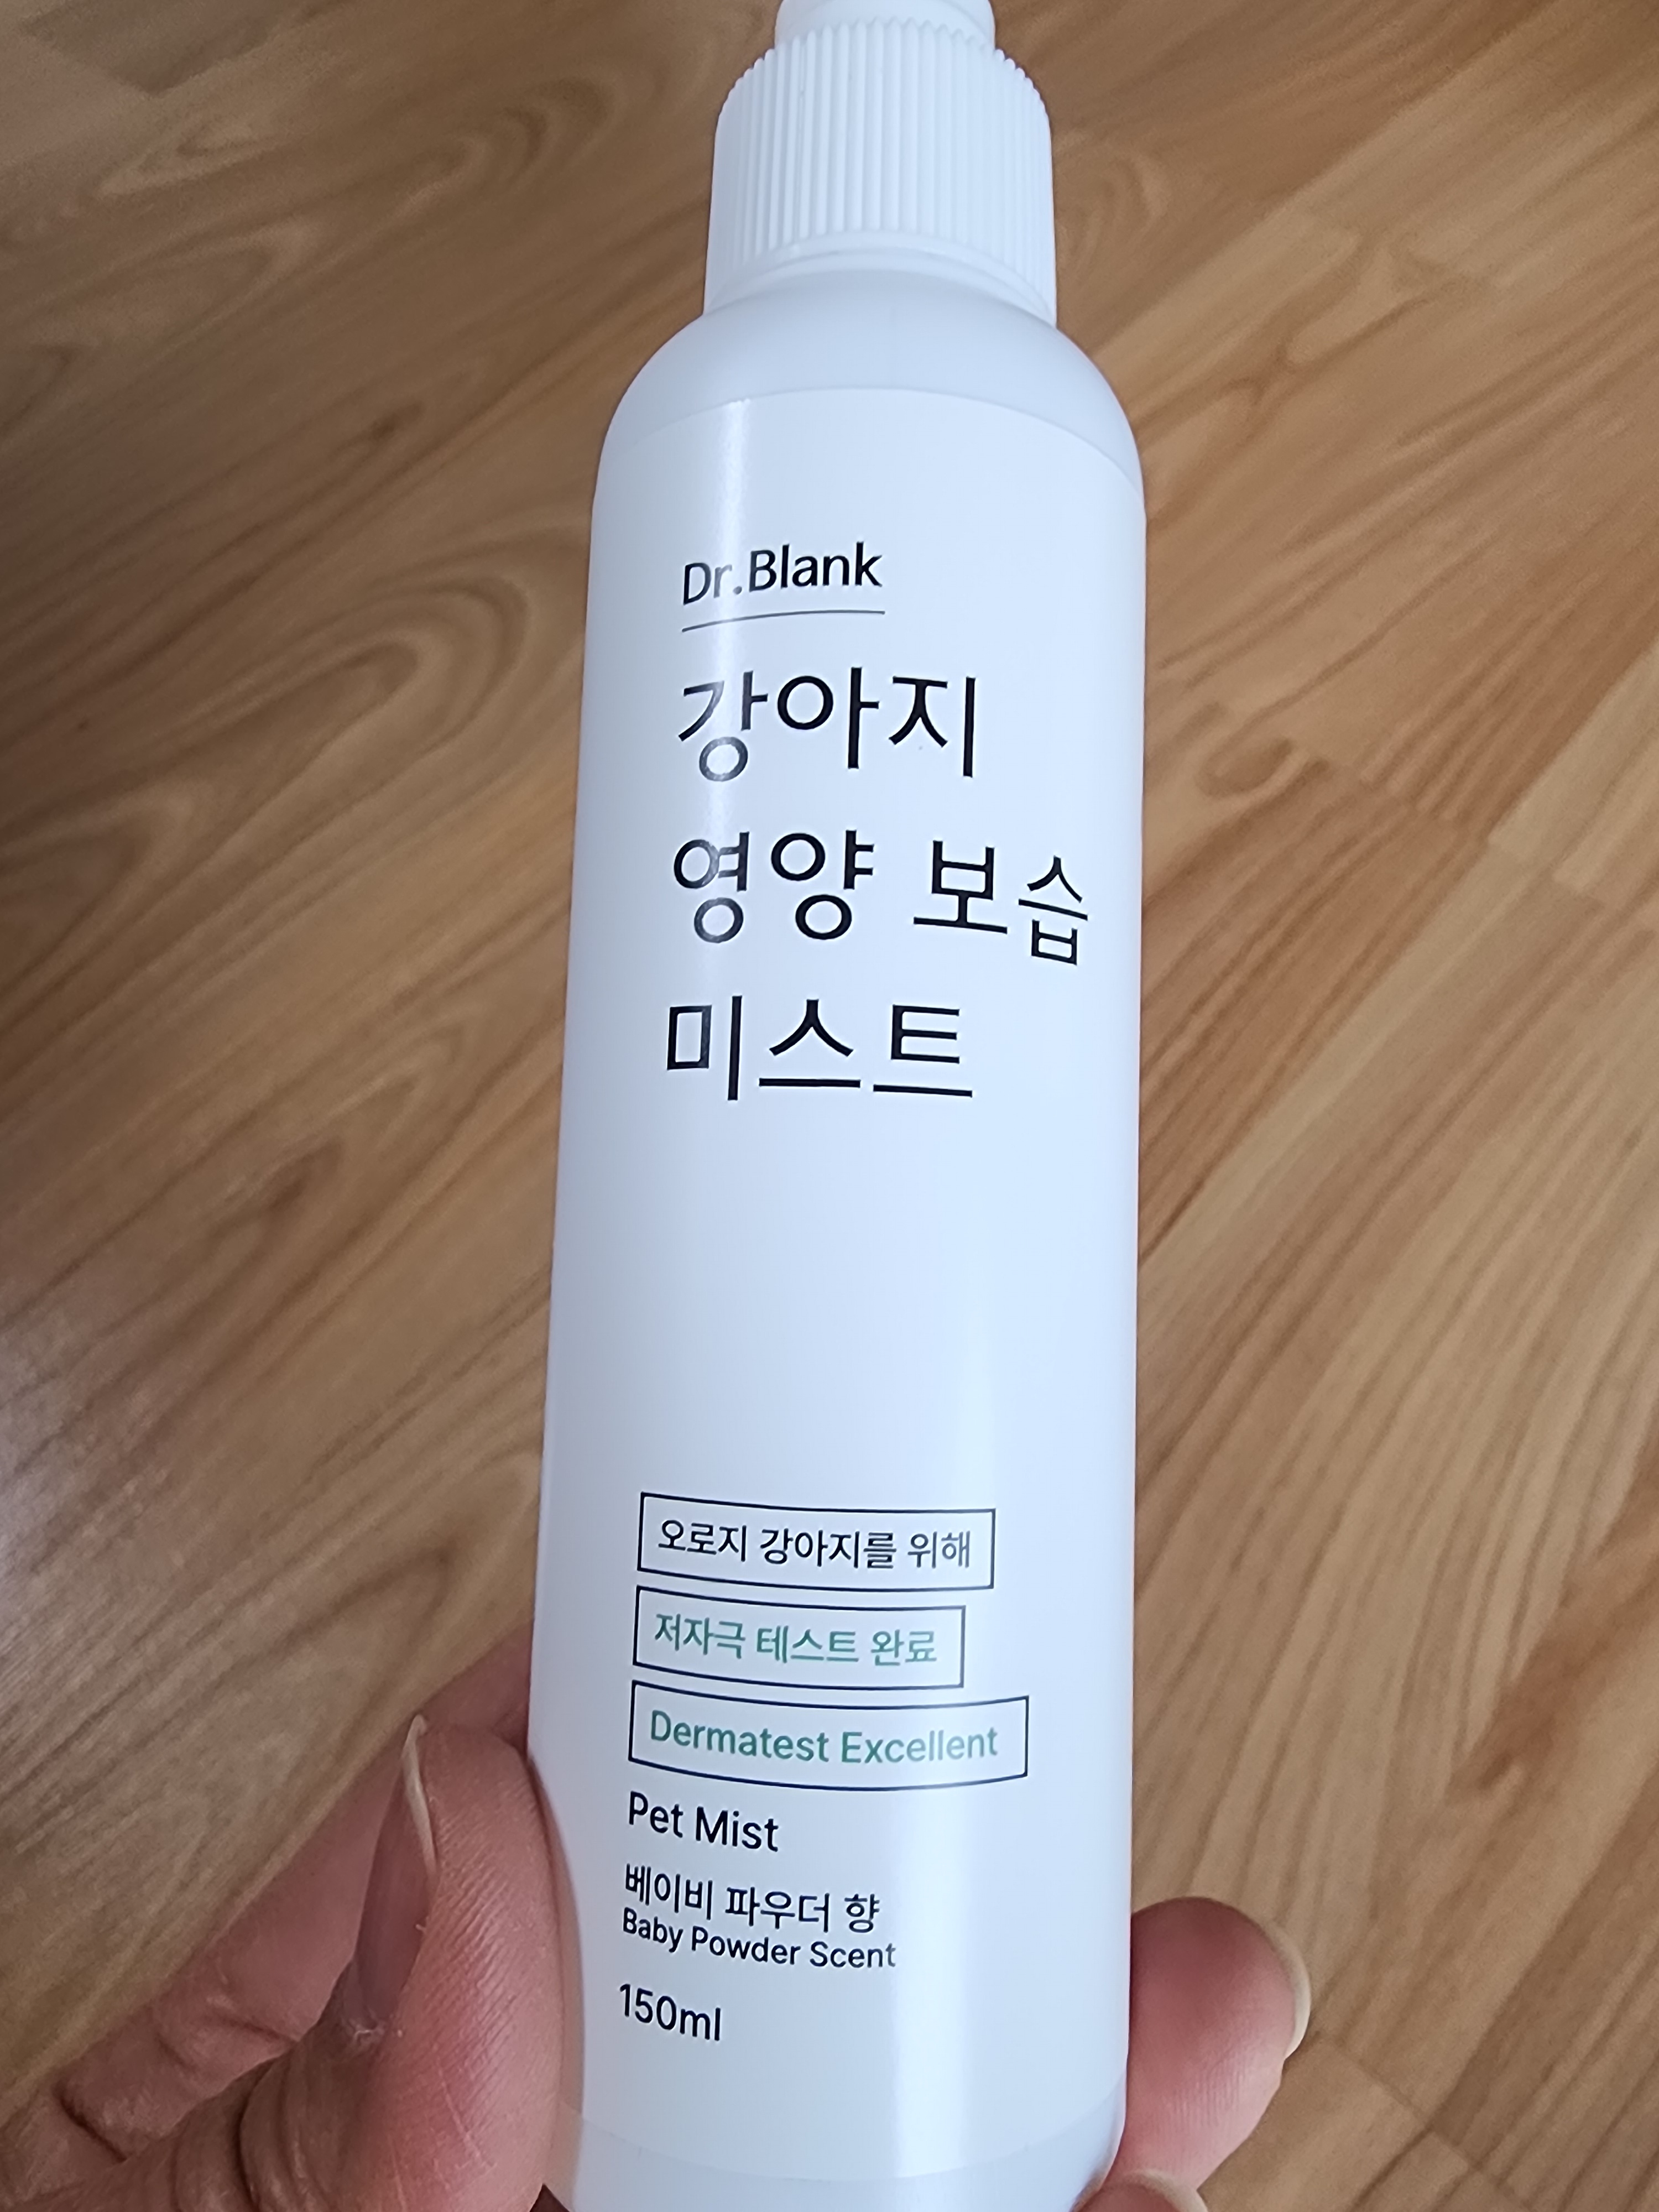 Dr.Blank
강아지
영양 보습
미스트
오로지 강아지를 위해
저자극 테스트 완료
Dermatest Excellent
Pet Mist
베이비 파우더 향
Baby Powder Scent
150ml